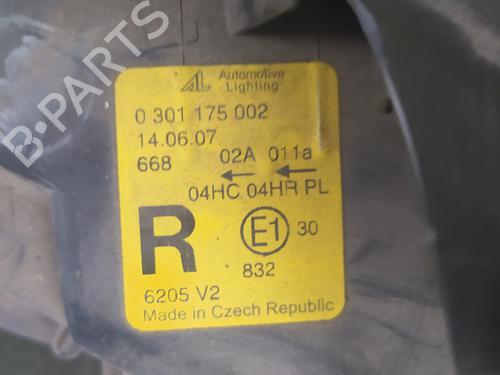 B-PARTS
AL Automotive
Lighting
0 301 175 002
14.06.07
668 02A 011a
04HC 04HR PL
R E1 30
832
6205 V2
Made in Czech Republic